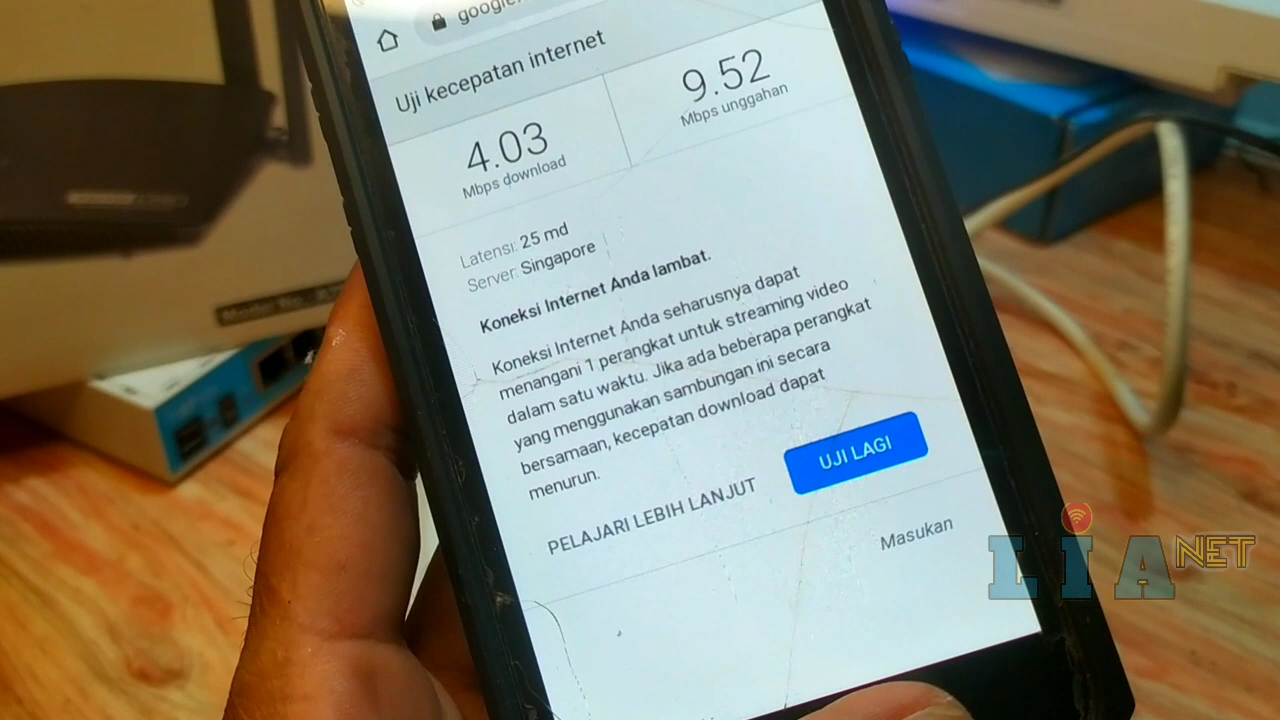 google.
Uji kecepatan internet
4.03
Mbps download
9.52
Mbps unggahan
Latensi: 25 md
Server: Singapore
Koneksi Internet Anda lambat.
Koneksi Internet Anda seharusnya dapat
menangani 1 perangkat untuk streaming video
dalam satu waktu. Jika ada beberapa perangkat
yang menggunakan sambungan ini secara
bersamaan, kecepatan download dapat
menurun.
PELAJARI LEBIH LANJUT
UJI LAGI
Masukan
LIA NET
Model No.